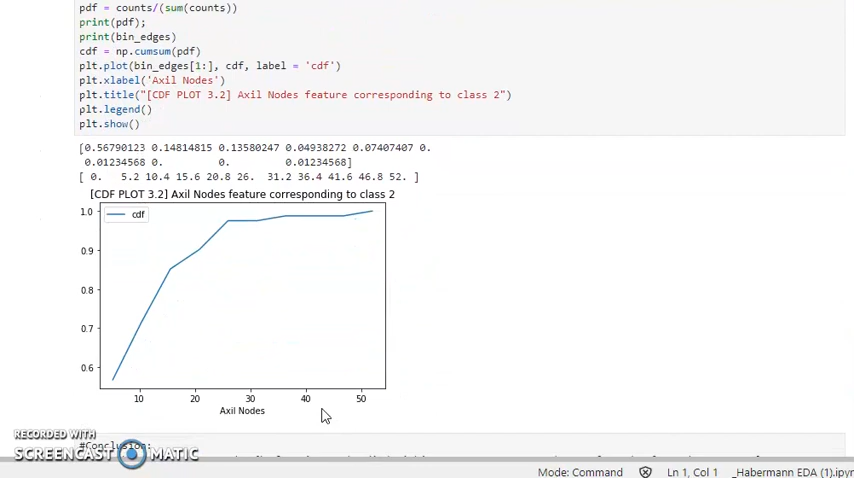 pdf = counts/(sum(counts))
print(pdf);
print(bin_edges)
cdf = np.cumsum(pdf)
plt.plot(bin_edges[1:], cdf, label = 'cdf')
plt.xlabel('Axil Nodes')
plt.title("[CDF PLOT 3.2] Axil Nodes feature corresponding to class 2")
plt.legend()
plt.show()
[0.56790123 0.14814815 0.13580247 0.04938272 0.07407407 0.
0.01234568 0. 0. 0.01234568]
[ 0. 5.2 10.4 15.6 20.8 26. 31.2 36.4 41.6 46.8 52. ]
[CDF PLOT 3.2] Axil Nodes feature corresponding to class 2
cdf
1.0
0.9
0.8
0.7
0.6
10 20 30 40 50
Axil Nodes
RECORDED WITH
SCREENCAST MATIC
#Conclusion:
Mode: Command Ln 1, Col 1 _Habermann EDA (1).ipyn